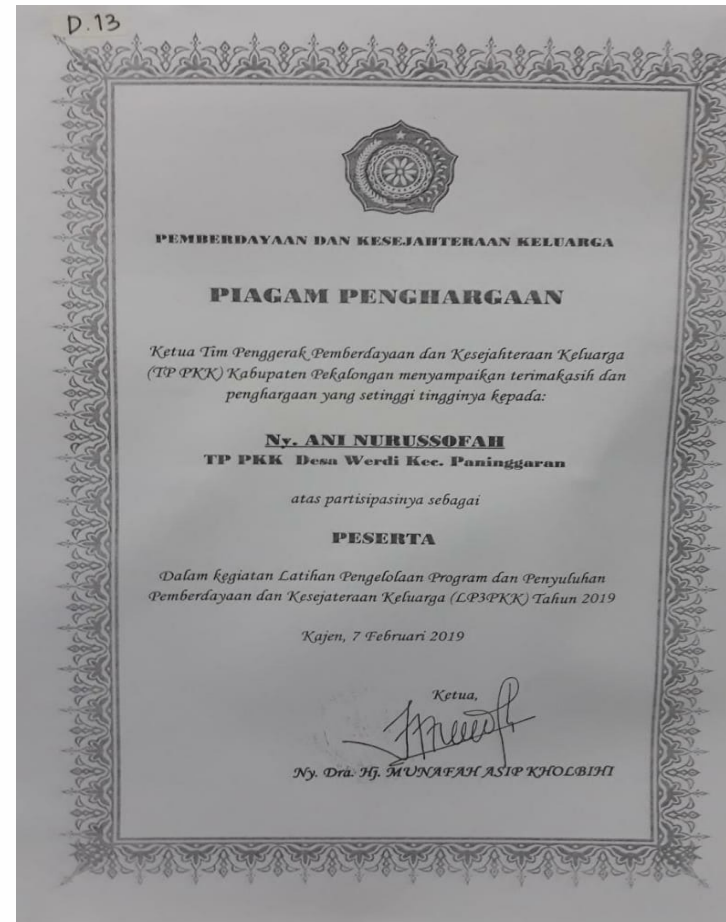 D.13
PEMBERDAYAAN DAN KESEJAHTERAAN KELUARGA
PIAGAM PENGHARGAAN
Ketua Tim Penggerak Pemberdayaan dan Kesejahteraan Keluarga
(TP PKK) Kabupaten Pekalongan menyampaikan terimakasih dan
penghargaan yang setinggi tingginya kepada:
Ny. ANI NURUSSOFAH
TP PKK Desa Werdi Kec. Paninggaran
atas partisipasinya sebagai
PESERTA
Dalam kegiatan Latihan Pengelolaan Program dan Penyuluhan
Pemberdayaan dan Kesejateraan Keluarga (LP3PKK) Tahun 2019
Kajen, 7 Februari 2019
Ketua,
Ny. Dra. Hj. MUNAFAH ASIP KHOLBIHI